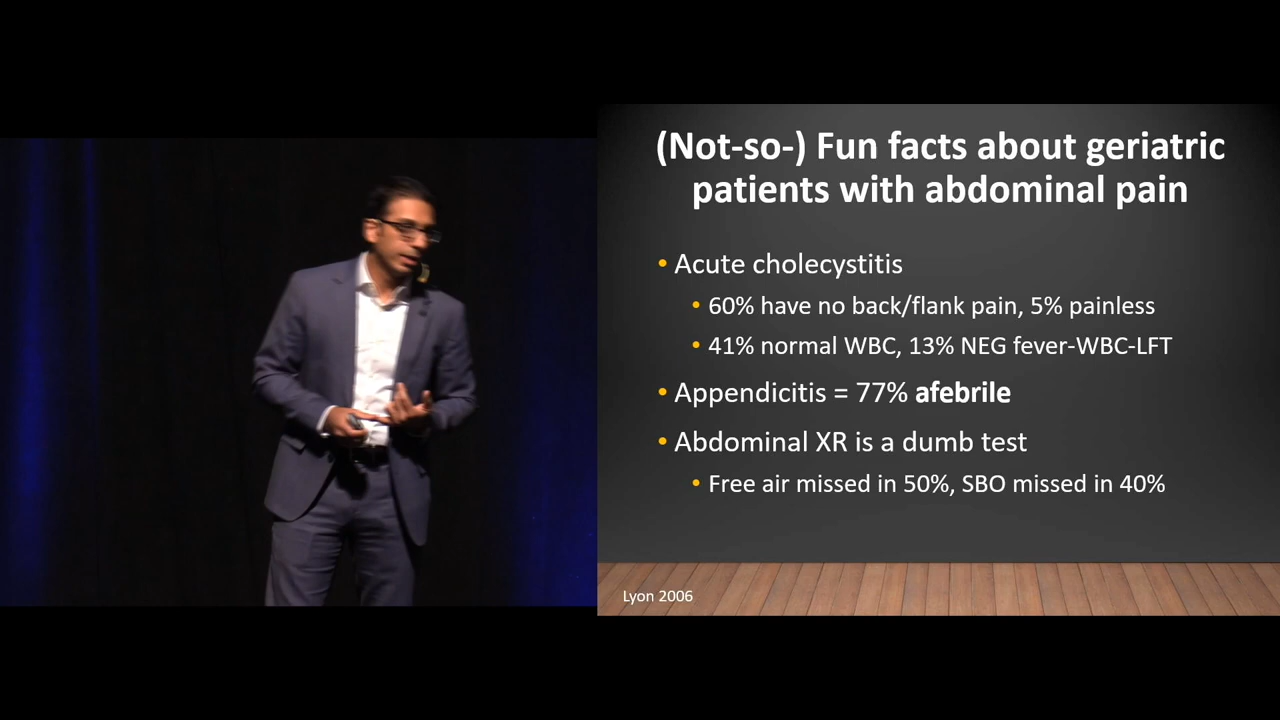 (Not-so-) Fun facts about geriatric
patients with abdominal pain
• Acute cholecystitis
• 60% have no back/flank pain, 5% painless
• 41% normal WBC, 13% NEG fever-WBC-LFT
• Appendicitis = 77% afebrile
• Abdominal XR is a dumb test
• Free air missed in 50%, SBO missed in 40%
Lyon 2006